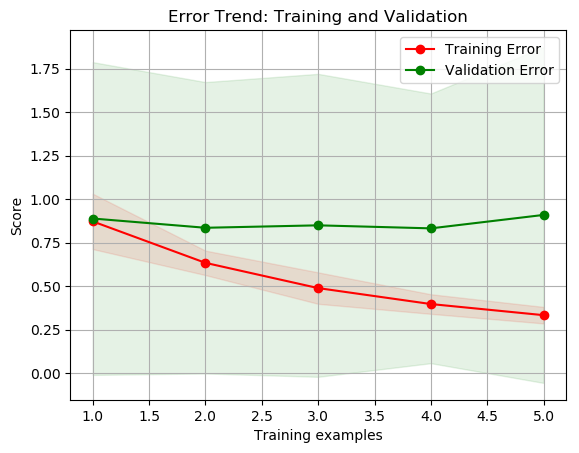 Error Trend: Training and Validation
Training Error
Validation Error
Score
1.75
1.50
1.25
1.00
0.75
0.50
0.25
0.00
1.0 1.5 2.0 2.5 3.0 3.5 4.0 4.5 5.0
Training examples